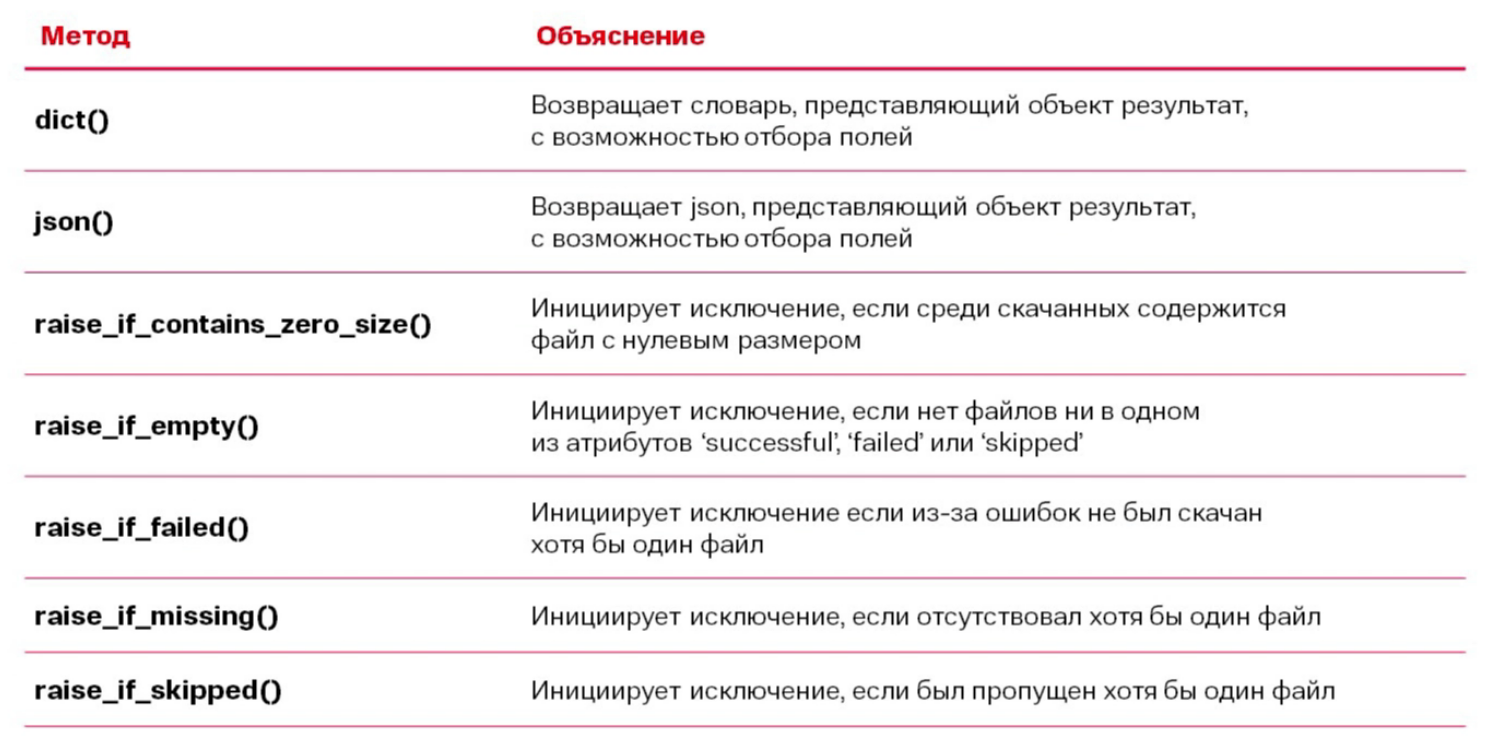 Метод Объяснение
dict()
Возвращает словарь, представляющий объект результат,
с возможностью отбора полей
json()
Возвращает json, представляющий объект результат,
с возможностью отбора полей
raise_if_contains_zero_size()
Инициирует исключение, если среди скачанных содержится
файл с нулевым размером
raise_if_empty()
Инициирует исключение, если нет файлов ни в одном
из атрибутов ‘successful’, ‘failed’ или ‘skipped’
raise_if_failed()
Инициирует исключение если из-за ошибок не был скачан
хотя бы один файл
raise_if_missing() Инициирует исключение, если отсутствовал хотя бы один файл
raise_if_skipped() Инициирует исключение, если был пропущен хотя бы один файл